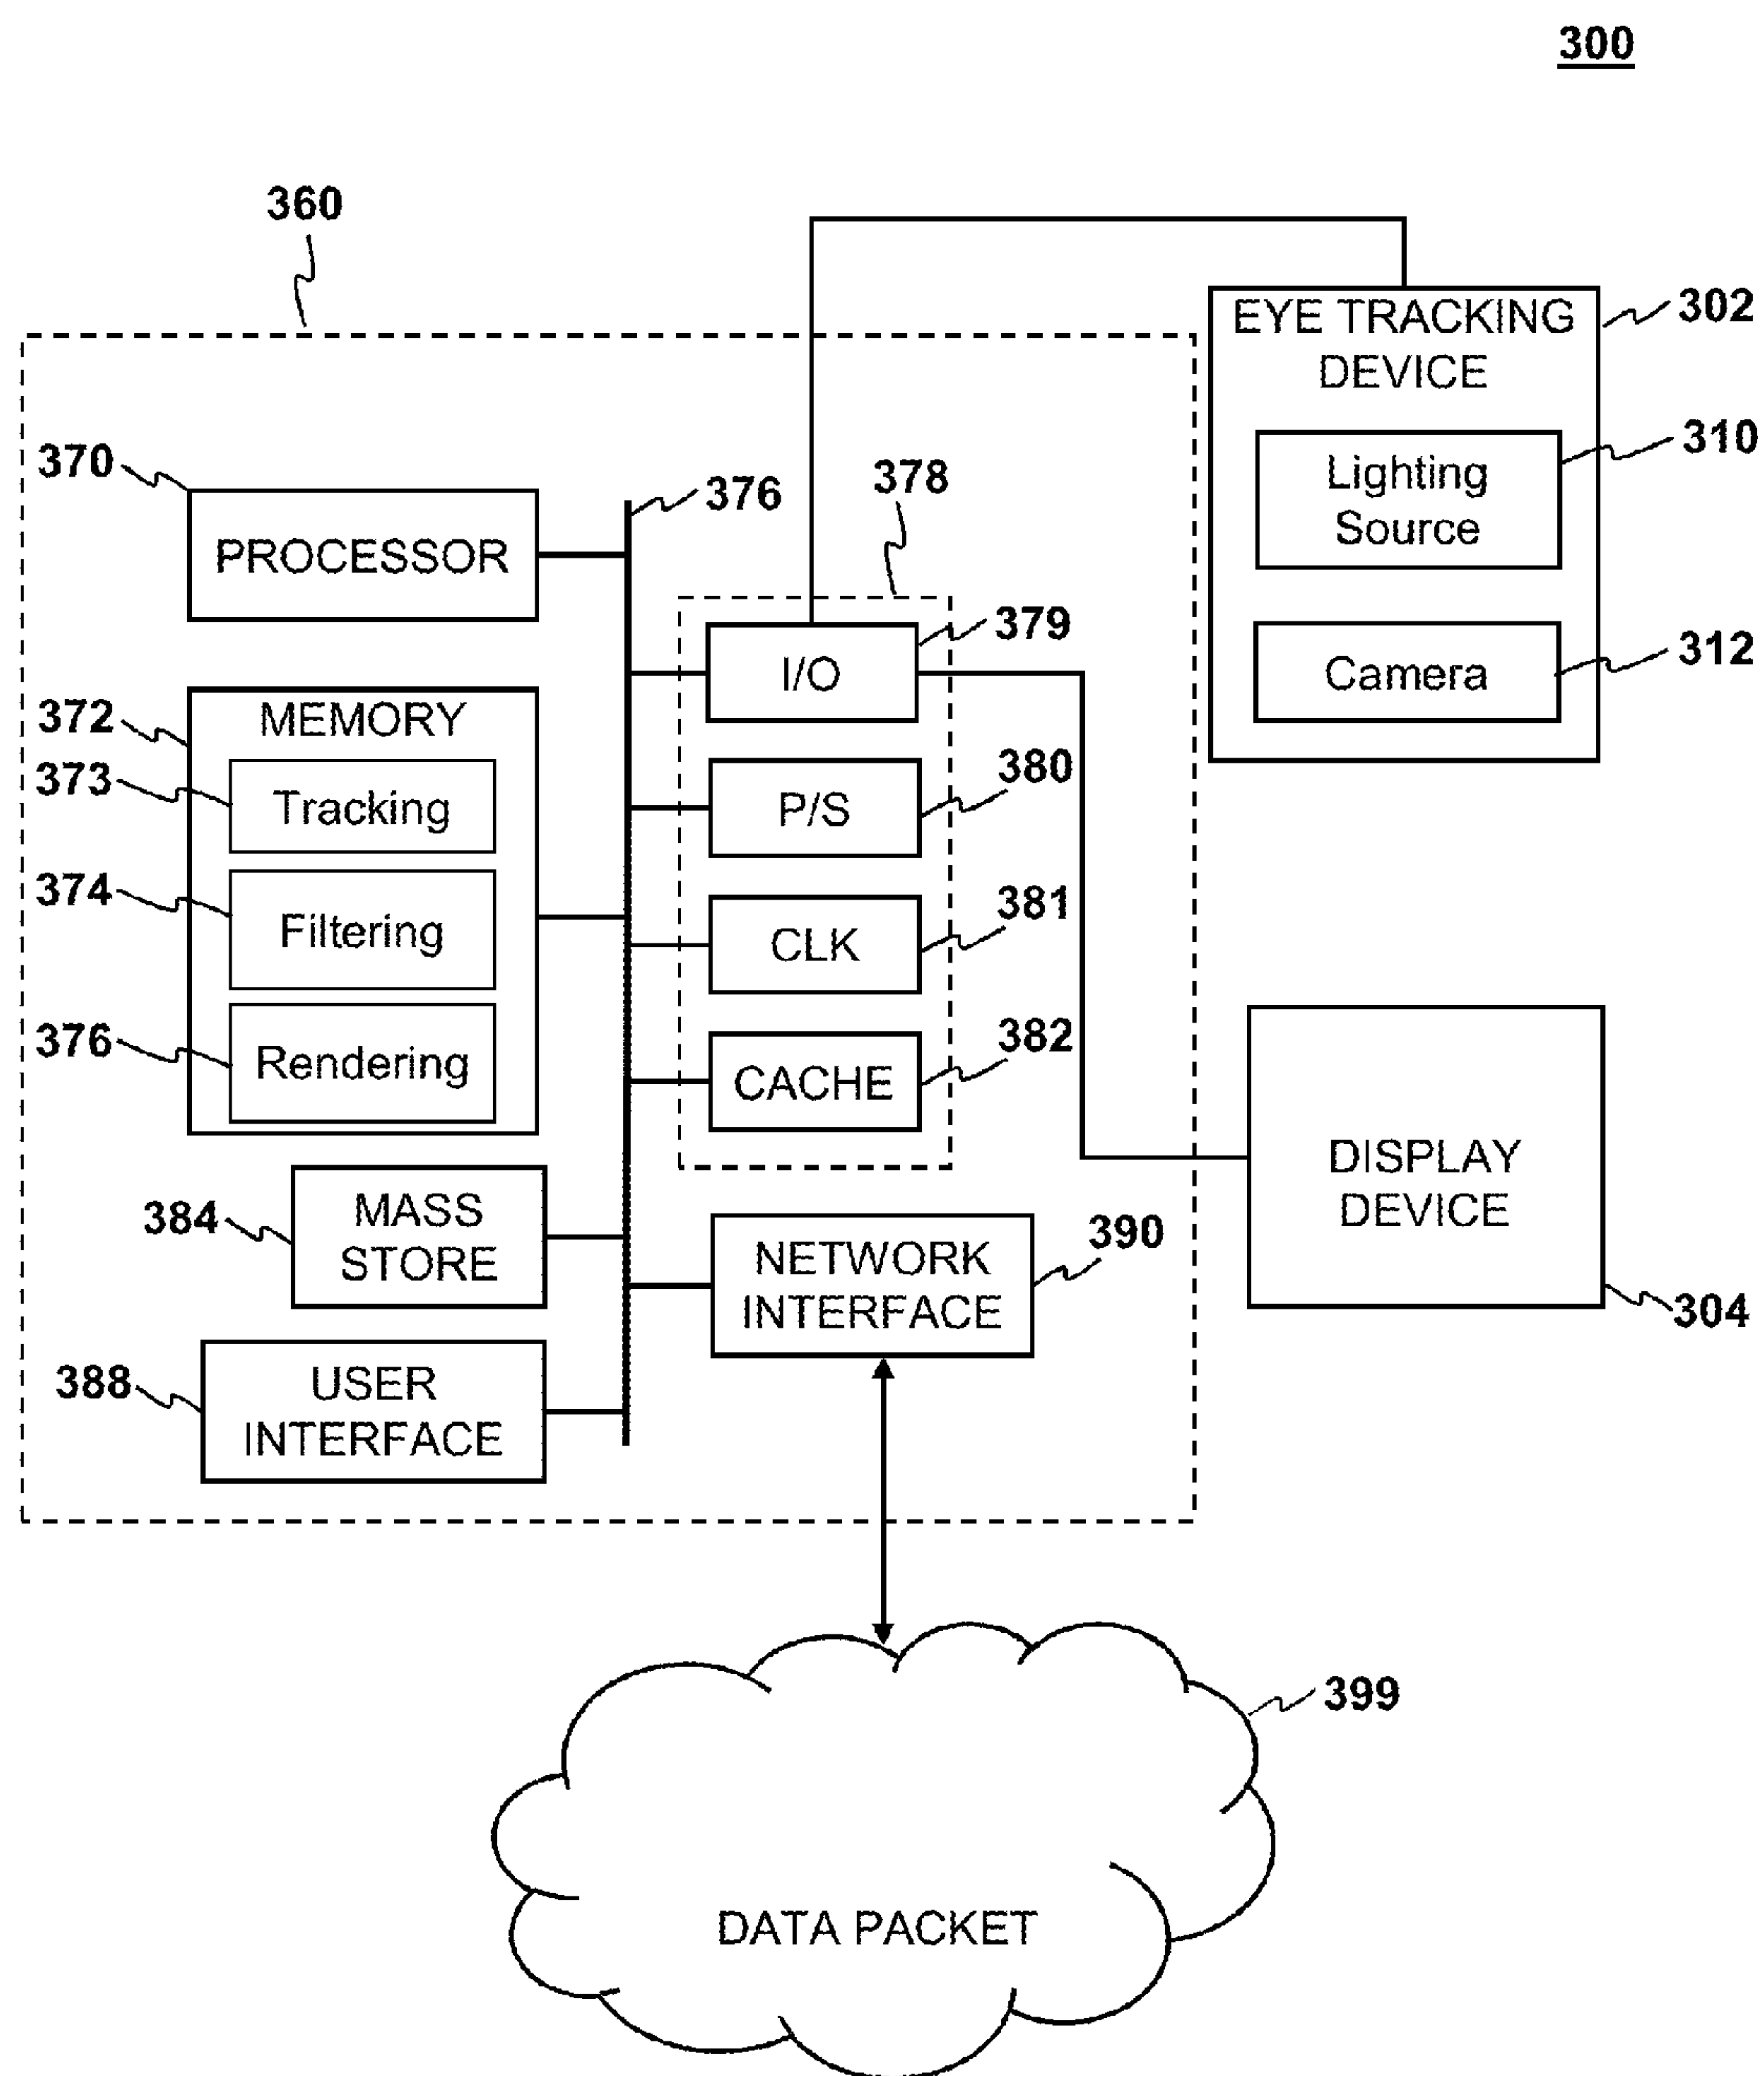 300
360
EYE TRACKING
DEVICE
302
310
Lighting
Source
312
Camera
370
PROCESSOR
376
378
379
I/O
372
MEMORY
373
Tracking
380
P/S
374
Filtering
381
CLK
376
Rendering
382
CACHE
384
MASS
STORE
390
NETWORK
INTERFACE
DISPLAY
DEVICE
304
388
USER
INTERFACE
399
DATA PACKET